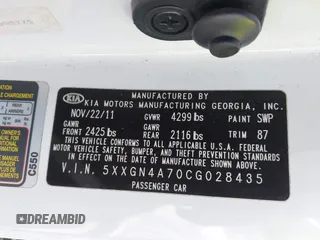 MANUFACTURED BY
KIA KIA MOTORS MANUFACTURING GEORGIA, INC.
NOV/22/11 GVWR 4299 lbs PAINT SWP
GAWR GAWR
FRONT 2425 lbs REAR 2116 lbs TRIM 87
THIS VEHICLE CONFORMS TO ALL APPLICABLE FEDERAL MOTOR VEHICLE
SAFETY, BUMPER, AND THEFT PREVENTION STANDARDS IN EFFECT ON
THE DATE OF MANUFACTURE SHOWN ABOVE.
V.I.N. 5XXGN4A70CG028435
PASSENGER CAR
C550
DREAMBID